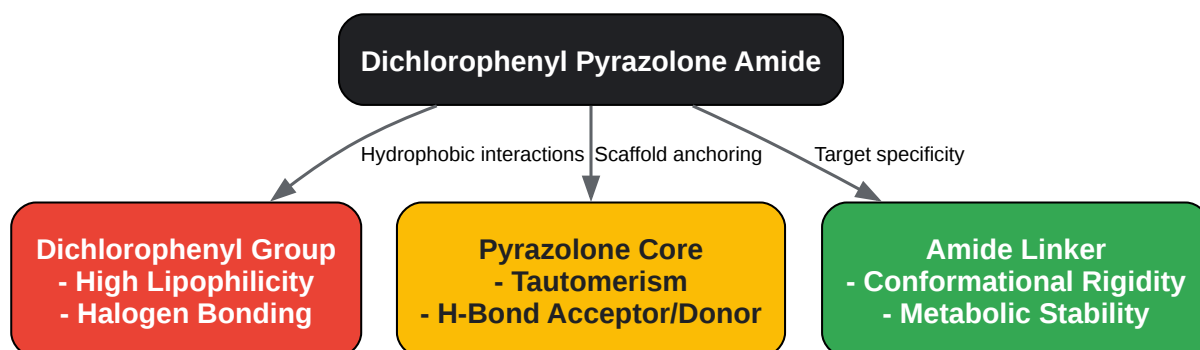 Dichlorophenyl Pyrazolone Amide
Hydrophobic interactions
Scaffold anchoring
Target specificity
Dichlorophenyl Group
- High Lipophilicity
- Halogen Bonding
Pyrazolone Core
- Tautomerism
- H-Bond Acceptor/Donor
Amide Linker
- Conformational Rigidity
- Metabolic Stability